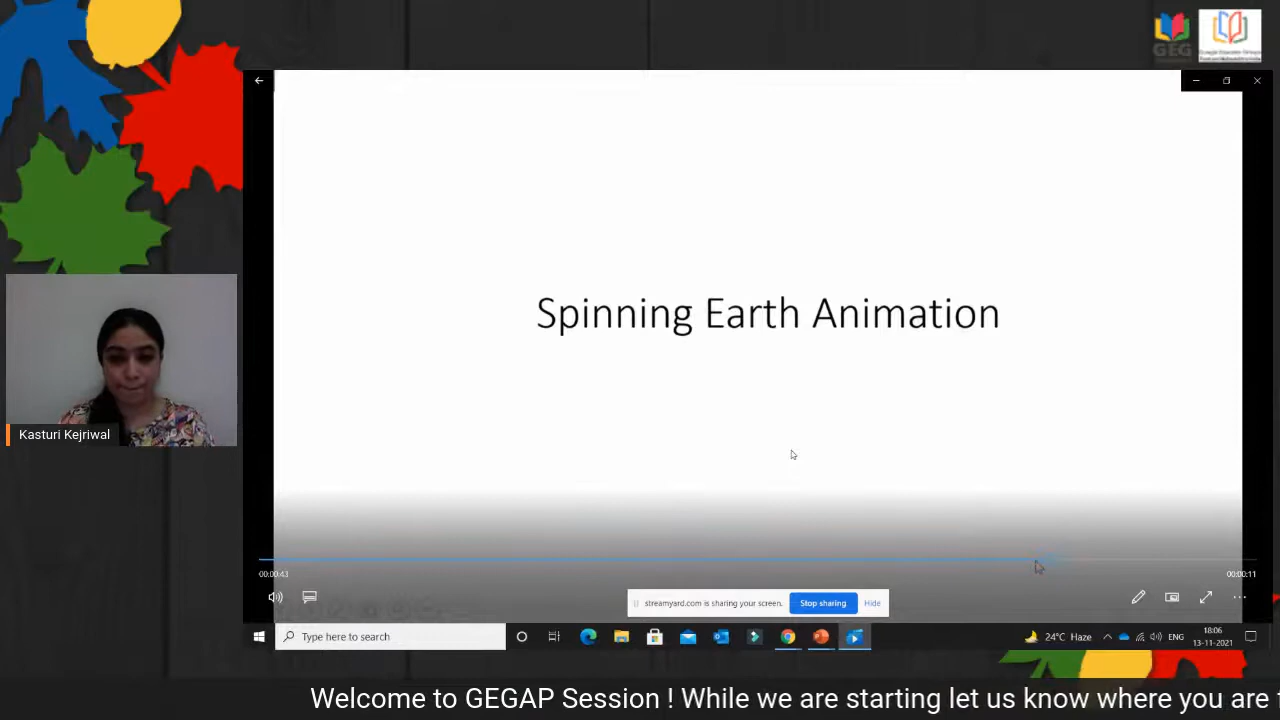 GEG
Spinning Earth Animation
Kasturi Kejriwal
00:00:43
00:00:11
streamyard.com is sharing your screen.
Stop sharing
Hide
Type here to search
24°C Haze
ENG
18:06
13-11-2021
Welcome to GEGAP Session ! While we are starting let us know where you are